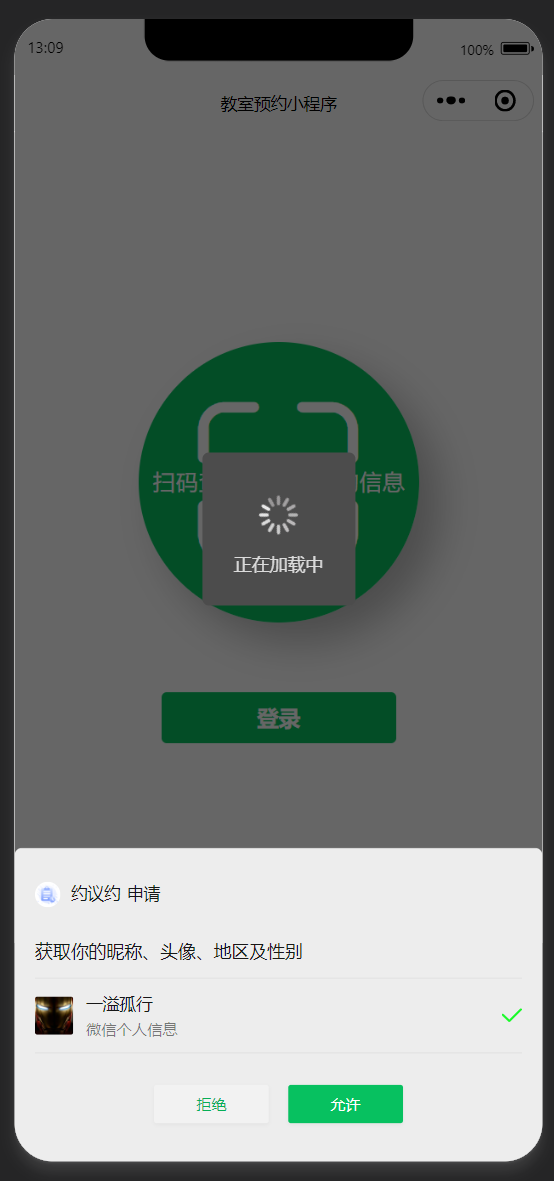 13:09
100%
教室预约小程序
扫码
信息
正在加载中
登录
约议约 申请
获取你的昵称、头像、地区及性别
一溢孤行
微信个人信息
拒绝
允许